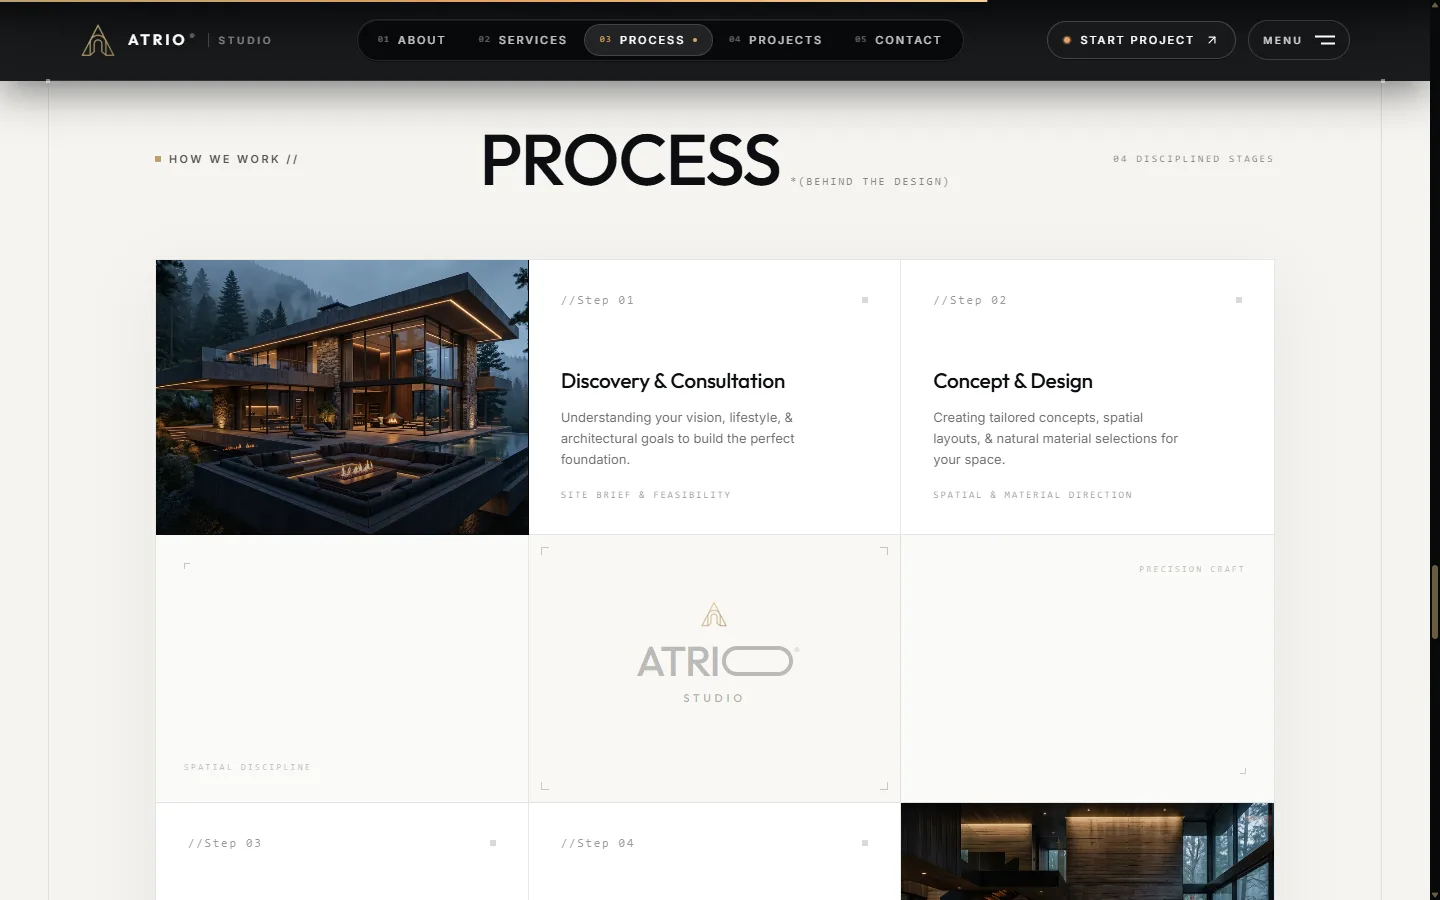 ATRIO® | STUDIO
01 ABOUT
02 SERVICES
03 PROCESS
04 PROJECTS
05 CONTACT
START PROJECT
MENU
HOW WE WORK //
PROCESS
*(BEHIND THE DESIGN)
04 DISCIPLINED STAGES
//Step 01
Discovery & Consultation
Understanding your vision, lifestyle, &
architectural goals to build the perfect
foundation.
SITE BRIEF & FEASIBILITY
//Step 02
Concept & Design
Creating tailored concepts, spatial
layouts, & natural material selections for
your space.
SPATIAL & MATERIAL DIRECTION
SPATIAL DISCIPLINE
ATRIO®
STUDIO
PRECISION CRAFT
//Step 03
//Step 04